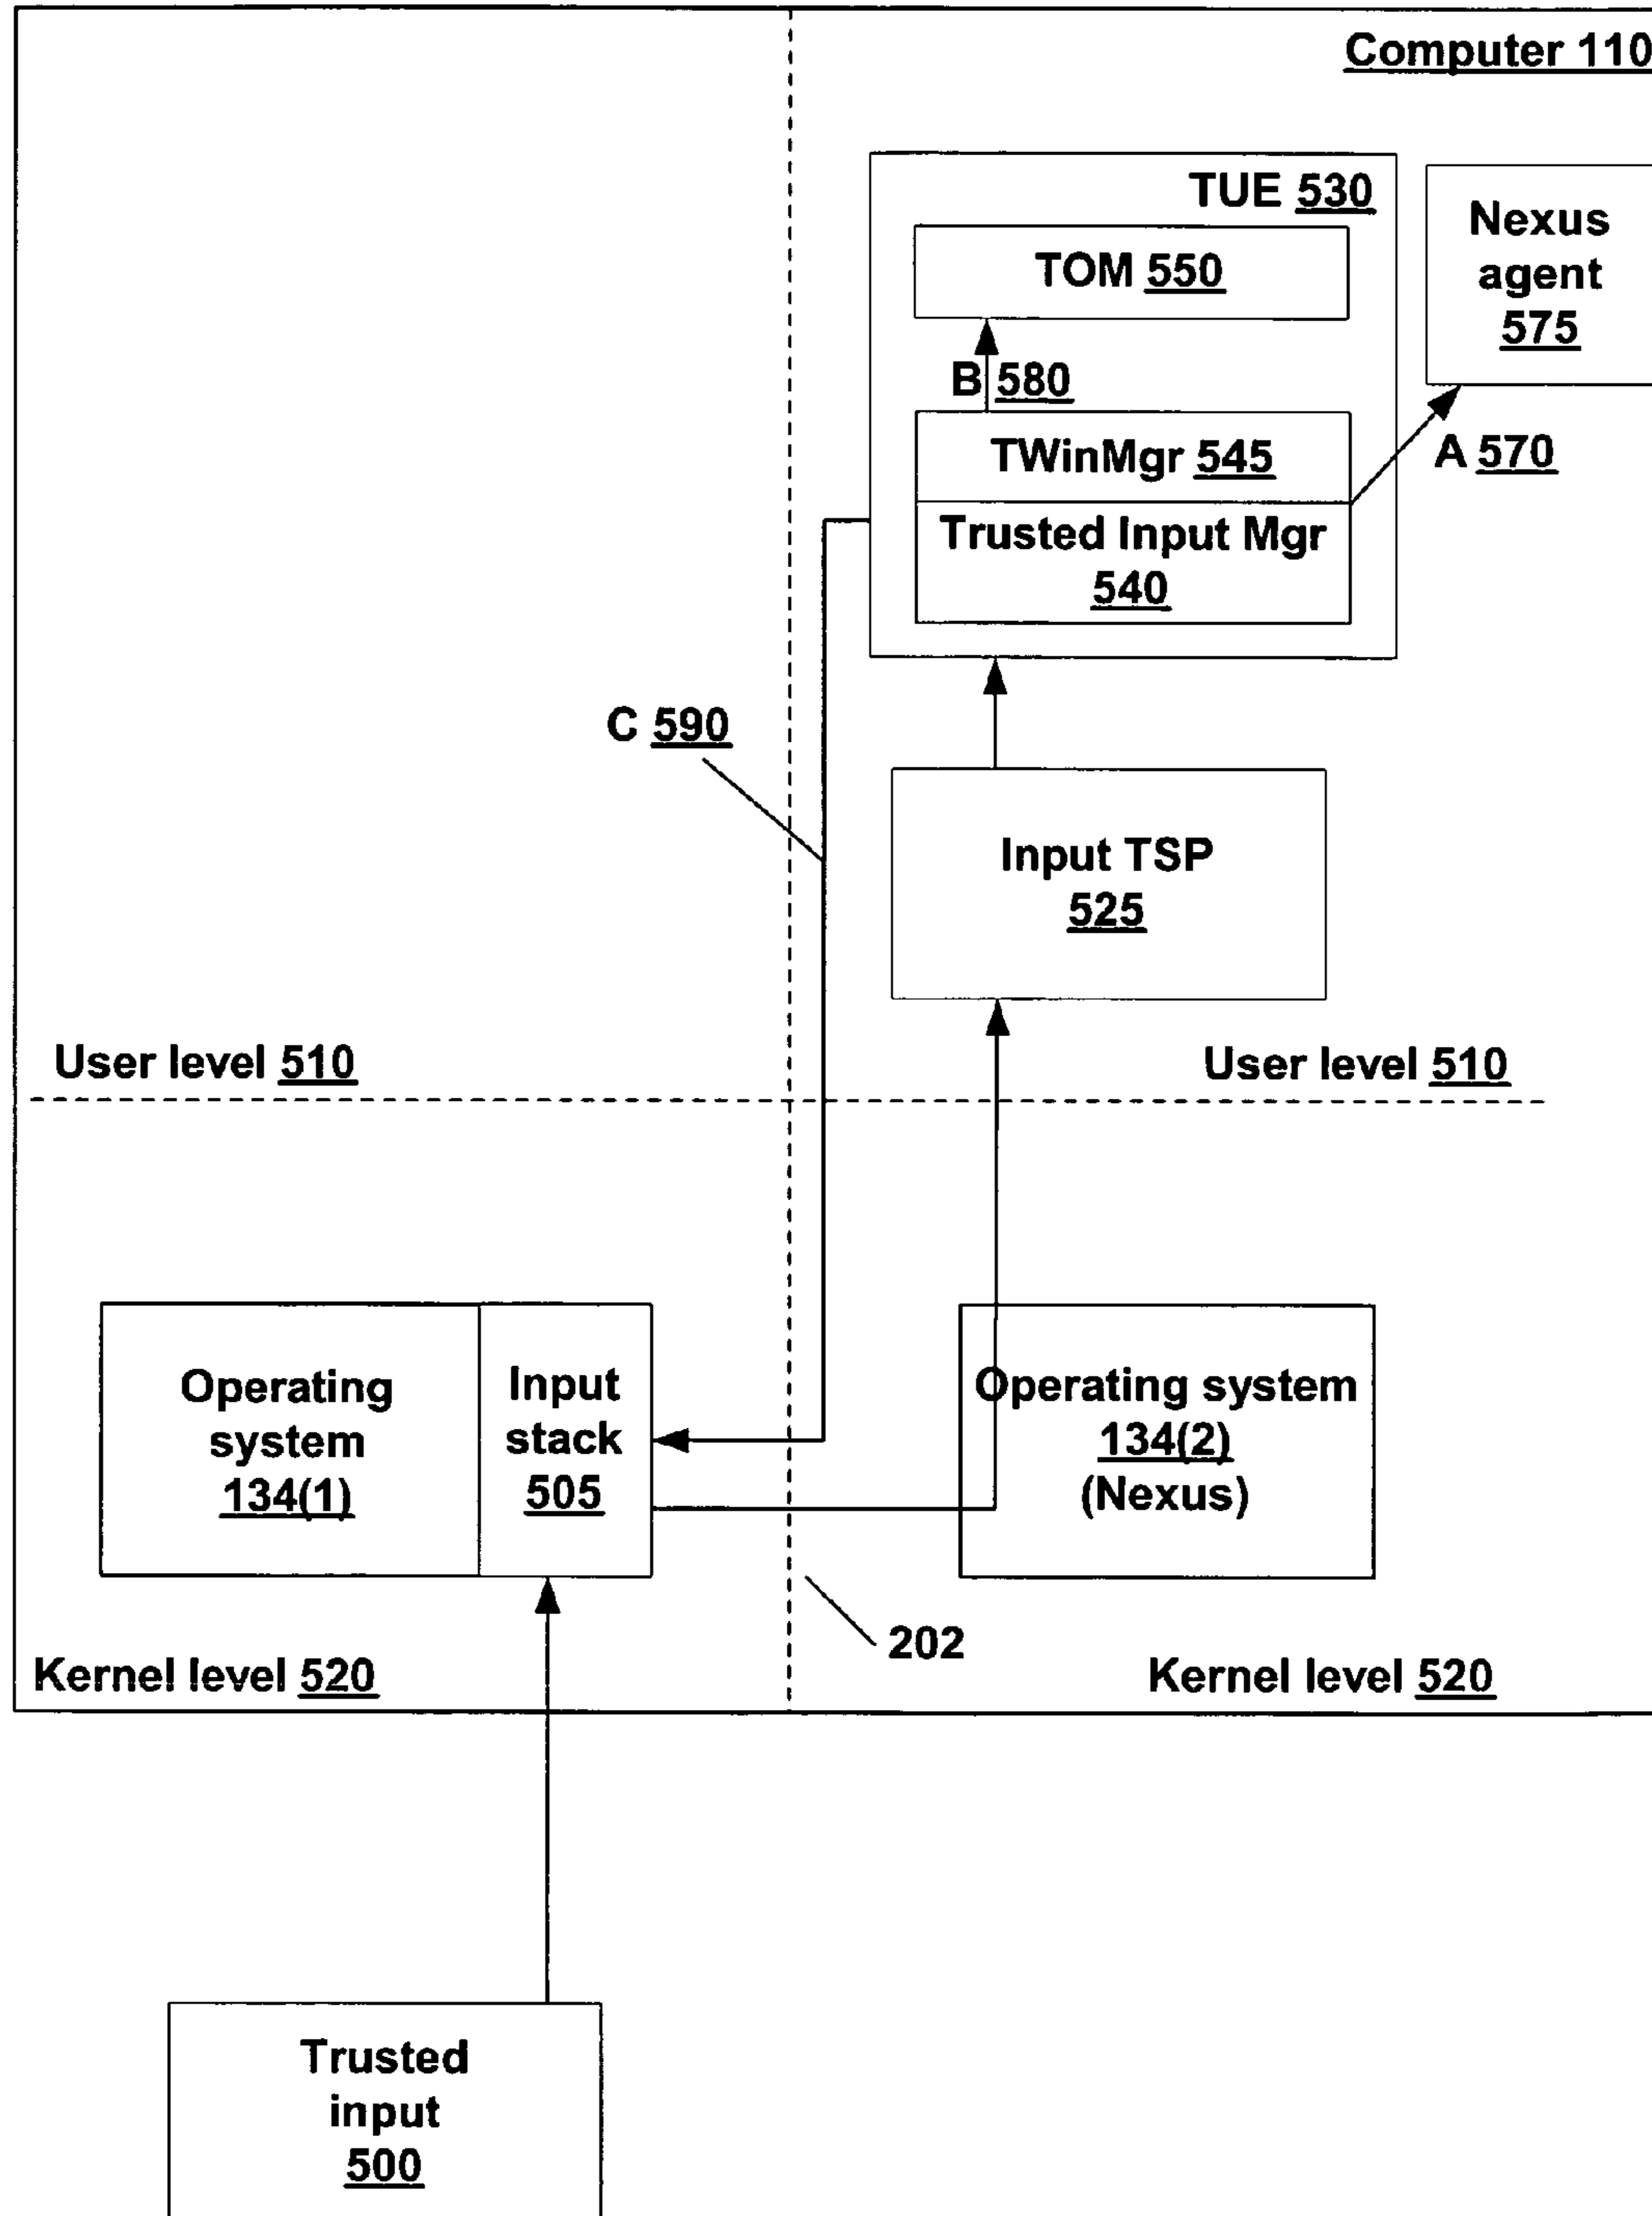 Computer 110
TUE 530
TOM 550
Nexus
agent
575
B 580
TWinMgr 545
A 570
Trusted Input Mgr
540
C 590
Input TSP
525
User level 510
User level 510
Operating
system
134(1)
Input
stack
505
Operating system
134(2)
(Nexus)
202
Kernel level 520
Kernel level 520
Trusted
input
500